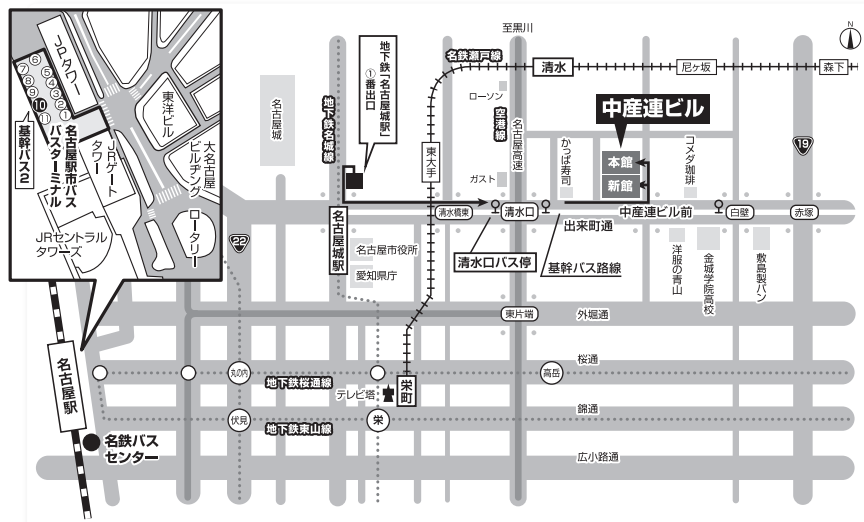 JPタワー
⑦
⑥
⑧
⑤
⑨
④
⑩
③
②
⑪
①
基幹バス2
名古屋駅市バス
バスターミナル
JRゲート
タワー
東洋ビル
大名古屋
ビルヂング
ロータリー
JRセントラル
タワーズ
至黒川
N
名鉄瀬戸線
清水
尼ヶ坂
森下
地下鉄「名古屋城駅」
①番出口
ローソン
空港線
名古屋高速
中産連ビル
名古屋城
地下鉄名城線
東大手
ガスト
かっぱ寿司
本館
新館
コメダ珈琲
19
名古屋城駅
清水橋東
清水口
中産連ビル前
白壁
赤塚
出来町通
22
名古屋市役所
愛知県庁
清水口バス停
基幹バス路線
洋服の青山
金城学院高校
敷島製パン
東片端
外堀通
名古屋駅
丸の内
地下鉄桜通線
高岳
桜通
テレビ塔
栄町
伏見
地下鉄東山線
栄
錦通
名鉄バス
センター
広小路通